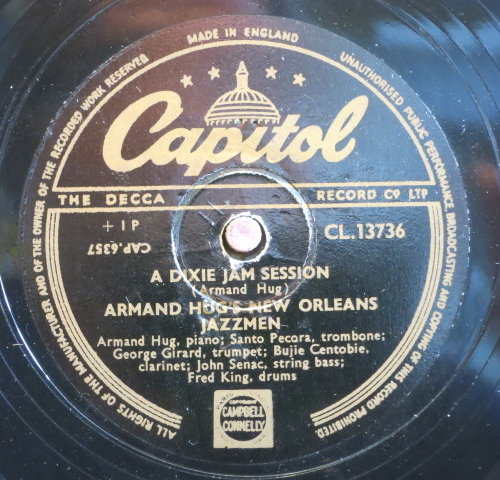 MADE IN ENGLAND
ALL RIGHTS OF THE MANUFACTURER AND OF THE OWNER OF THE RECORDED WORK RESERVED
UNAUTHORISED PUBLIC PERFORMANCE BROADCASTING AND COPYING OF THIS RECORD PROHIBITED.
Capitol
THE DECCA RECORD Co LTD
+ I P
CAP.6357
CL.13736
A DIXIE JAM SESSION
(Armand Hug)
ARMAND HUG'S NEW ORLEANS
JAZZMEN
Armand Hug, piano; Santo Pecora, trombone;
George Girard, trumpet; Bujie Centobie,
clarinet; John Senac, string bass;
Fred King, drums
COPYRIGHT
CAMPBELL
CONNELLY